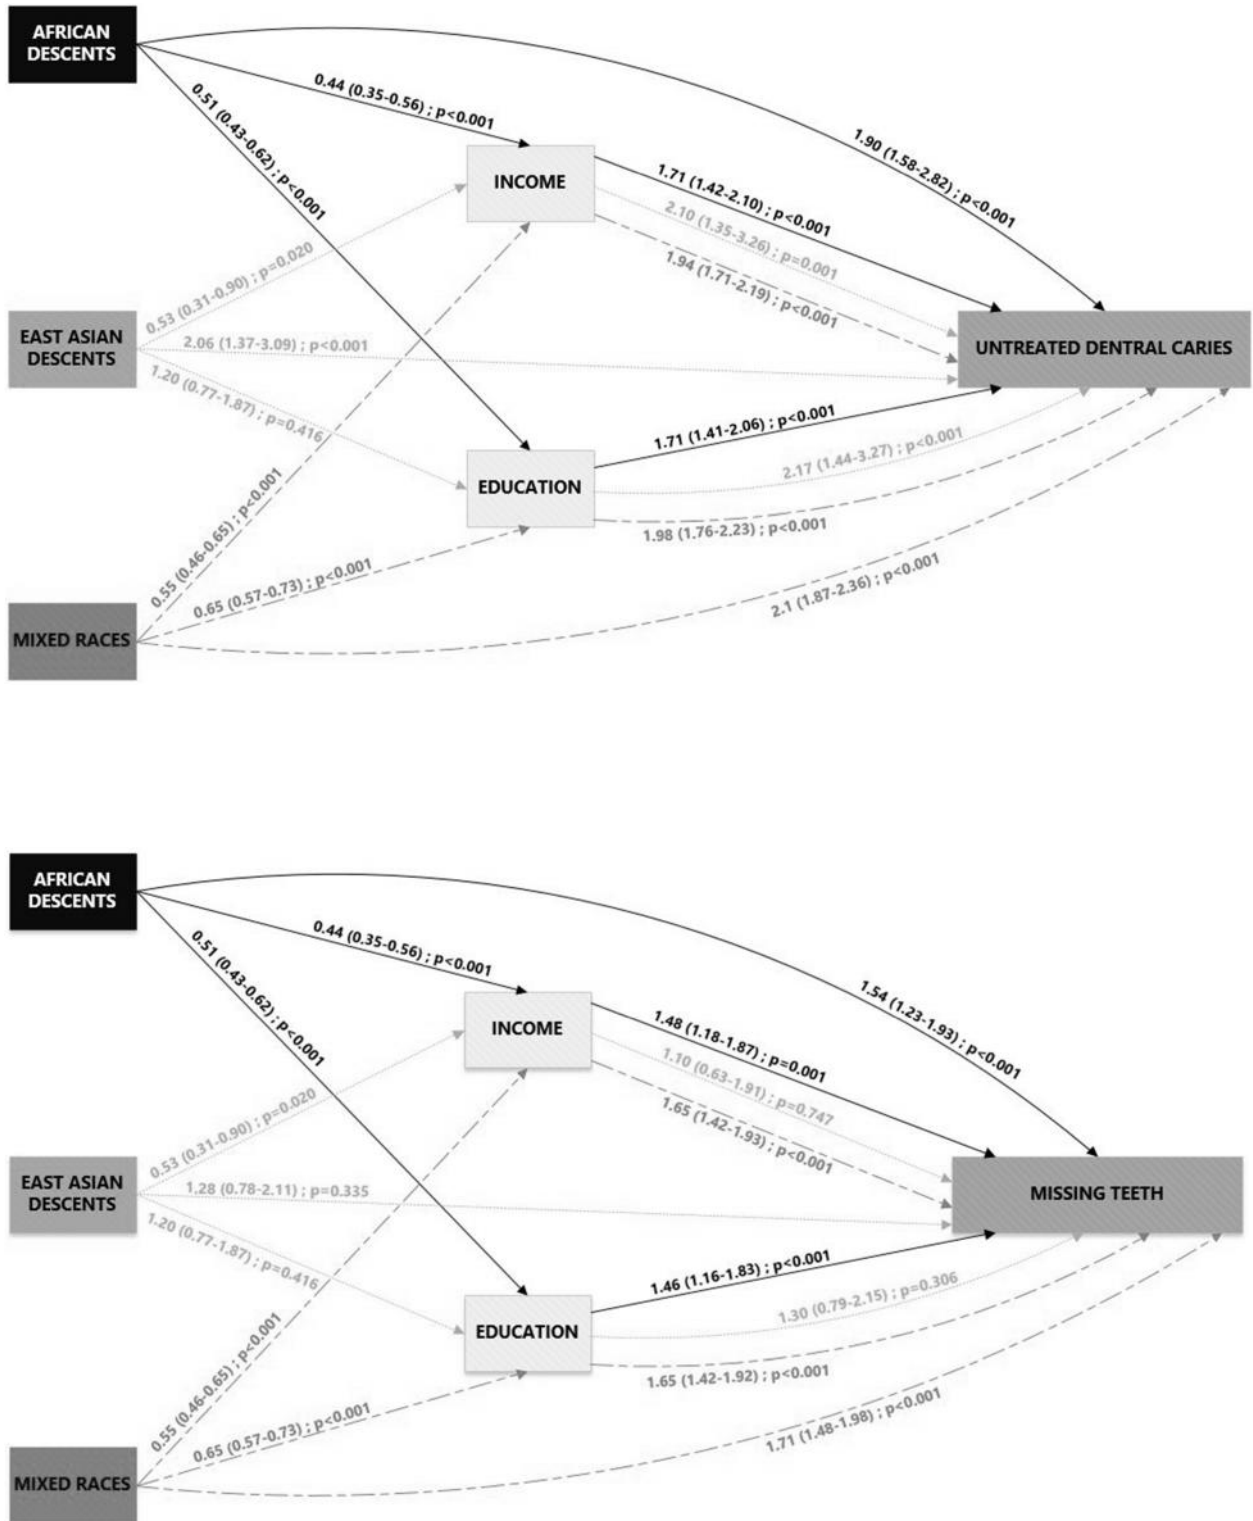 AFRICAN
DESCENTS
0.44 (0.35-0.56) ; p<0.001
0.51 (0.43-0.62) ; p<0.001
1.90 (1.58-2.82) ; p<0.001
INCOME
1.71 (1.42-2.10) ; p<0.001
2.10 (1.35-3.26) ; p=0.001
1.94 (1.71-2.19) ; p<0.001
0.53 (0.31-0.90) ; p=0.020
EAST ASIAN
DESCENTS
2.06 (1.37-3.09) ; p<0.001
1.20 (0.77-1.87) ; p=0.416
UNTREATED DENTRAL CARIES
1.71 (1.41-2.06) ; p<0.001
EDUCATION
2.17 (1.44-3.27) ; p<0.001
1.98 (1.76-2.23) ; p<0.001
0.55 (0.46-0.65) ; p<0.001
0.65 (0.57-0.73) ; p<0.001
2.1 (1.87-2.36) ; p<0.001
MIXED RACES
AFRICAN
DESCENTS
0.44 (0.35-0.56) ; p<0.001
0.51 (0.43-0.62) ; p<0.001
1.54 (1.23-1.93) ; p<0.001
INCOME
1.48 (1.18-1.87) ; p=0.001
1.10 (0.63-1.91) ; p=0.747
1.65 (1.42-1.93) ; p<0.001
0.53 (0.31-0.90) ; p=0.020
EAST ASIAN
DESCENTS
1.28 (0.78-2.11) ; p=0.335
1.20 (0.77-1.87) ; p=0.416
MISSING TEETH
1.46 (1.16-1.83) ; p<0.001
EDUCATION
1.30 (0.79-2.15) ; p=0.306
1.65 (1.42-1.92) ; p<0.001
0.55 (0.46-0.65) ; p<0.001
0.65 (0.57-0.73) ; p<0.001
1.71 (1.48-1.98) ; p<0.001
MIXED RACES